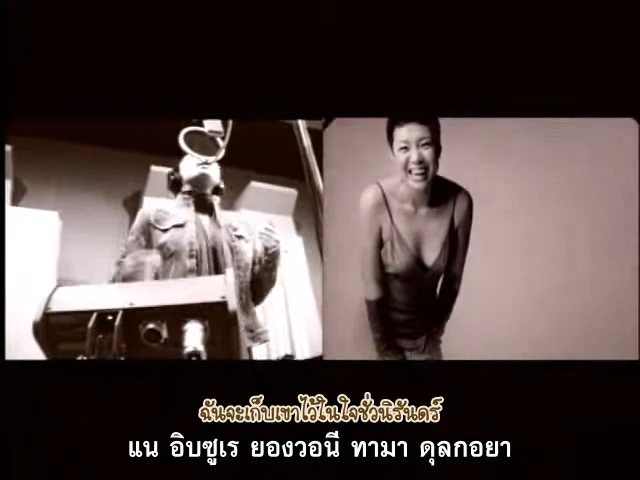 ฉันจะเก็บเขาไว้ในใจชั่วนิรันดร์
แน อิบซูเร ยองวอนี ทามา ดุลกอยา